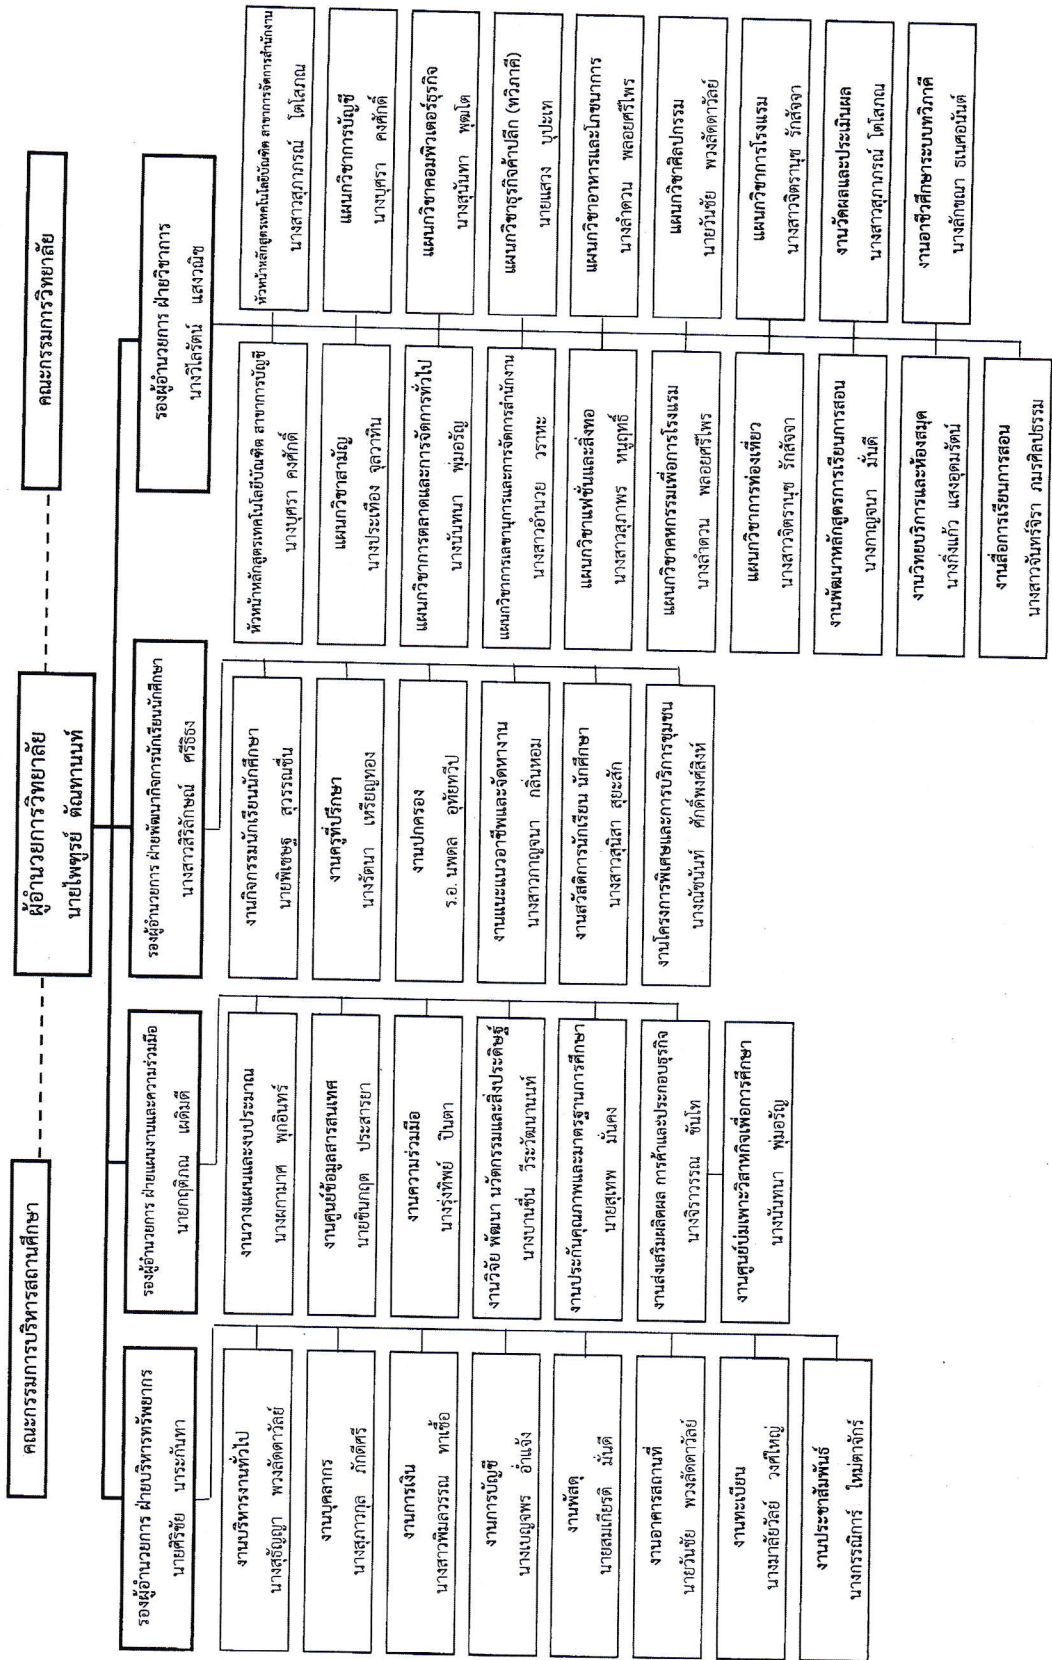 คณะกรรมการบริหารสถานศึกษา
ผู้อำนวยการวิทยาลัย
นายไพฑูรย์ ตัณฑานนท์
คณะกรรมการวิทยาลัย
รองผู้อำนวยการ ฝ่ายบริหารทรัพยากร
นายศิริชัย นาระกันทา
งานบริหารงานทั่วไป
นางสุธัญญา พวงลัดดาวัลย์
งานบุคลากร
นางสุภาวกุล ภักดีศรี
งานการเงิน
นางสาวพิมลวรรณ ทาเชื้อ
งานการบัญชี
นางเบญจพร อ่ำแจ้ง
งานพัสดุ
นายสมเกียรติ มั่นดี
งานอาคารสถานที่
นายวันชัย พวงลัดดาวัลย์
งานทะเบียน
นางมาลัยวัลย์ วงศ์ใหญ่
งานประชาสัมพันธ์
นางกรรณิการ์ ใหม่ตาจักร์
รองผู้อำนวยการ ฝ่ายแผนงานและความร่วมมือ
นายกฤติภณ เผดิมดี
งานวางแผนและงบประมาณ
นางผกามาศ พุกอินทร์
งานศูนย์ข้อมูลสารสนเทศ
นายชินกฤต ประสารยา
งานความร่วมมือ
นางรุ่งทิพย์ ปินตา
งานวิจัย พัฒนา นวัตกรรมและสิ่งประดิษฐ์
นางบานชื่น วีระวัฒนานนท์
งานประกันคุณภาพและมาตรฐานการศึกษา
นายสุเทพ มั่นคง
งานส่งเสริมผลิตผล การค้าและประกอบธุรกิจ
นางจิราวรรณ ขันโท
งานศูนย์บ่มเพาะวิสาหกิจเพื่อการศึกษา
นางนันทนา พุ่มอรัญ
รองผู้อำนวยการ ฝ่ายพัฒนากิจการนักเรียนนักศึกษา
นางสาวสิริลักษณ์ ศรีธิธง
งานกิจกรรมนักเรียนนักศึกษา
นายพิเชษฐ สุวรรณชื่น
งานครูที่ปรึกษา
นางรัตนา เหรียญทอง
งานปกครอง
ร.อ. นพดล อุทัยทวีป
งานแนะแนวอาชีพและจัดหางาน
นางสาวกาญจนา กลิ่นหอม
งานสวัสดิการนักเรียน นักศึกษา
นางสาวสุนิสา สุยะสัก
งานโครงการพิเศษและการบริการชุมชน
นางณัชนันท์ ศักดิ์พงศ์สิงห์
รองผู้อำนวยการ ฝ่ายวิชาการ
นางวิไลรัตน์ แสงวณิช
หัวหน้าหลักสูตรเทคโนโลยีบัณฑิต สาขาการบัญชี
นางบุศรา คงศักดิ์
แผนกวิชาสามัญ
นางประเทือง จุลวาทิน
แผนกวิชาการตลาดและการจัดการทั่วไป
นางนันทนา พุ่มอรัญ
แผนกวิชาการเลขานุการและการจัดการสำนักงาน
นางสาวอำนวย วราทะ
แผนกวิชาแฟชั่นและสิ่งทอ
นางสาวสุภาพร หนูฤทธิ์
แผนกวิชาคหกรรมเพื่อการโรงแรม
นางลำดวน พลอยศรีไพร
แผนกวิชาการท่องเที่ยว
นางสาวจิตรานุช รักสัจจา
งานพัฒนาหลักสูตรการเรียนการสอน
นางกาญจนา มั่นดี
งานวิทยบริการและห้องสมุด
นางกิ่งแก้ว แสงอุดมรัตน์
งานสื่อการเรียนการสอน
นางสาวจันทร์จิรา ภมรศิลปธรรม
หัวหน้าหลักสูตรเทคโนโลยีบัณฑิต สาขาการจัดการสำนักงาน
นางสาวสุภาภรณ์ โตโสภณ
แผนกวิชาการบัญชี
นางบุศรา คงศักดิ์
แผนกวิชาคอมพิวเตอร์ธุรกิจ
นางสุนันทา พุฒโต
แผนกวิชาธุรกิจค้าปลีก (ทวิภาคี)
นายแสวง บุปะเท
แผนกวิชาอาหารและโภชนาการ
นางลำดวน พลอยศรีไพร
แผนกวิชาศิลปกรรม
นายวันชัย พวงลัดดาวัลย์
แผนกวิชาการโรงแรม
นางสาวจิตรานุช รักสัจจา
งานวัดผลและประเมินผล
นางสาวสุภาภรณ์ โตโสภณ
งานอาชีวศึกษาระบบทวิภาคี
นางลักขณา ธเนศอนันต์